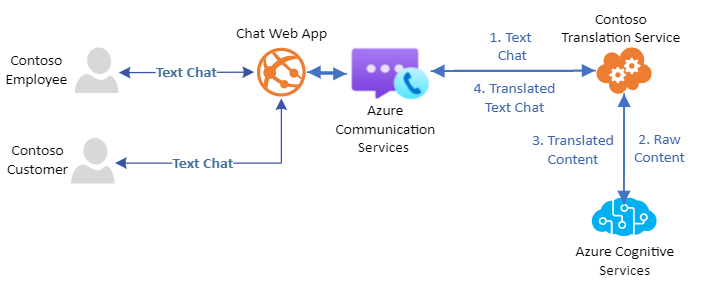 Contoso
Employee
Text Chat
Chat Web App
Azure
Communication
Services
1. Text
Chat
4. Translated
Text Chat
Contoso
Translation Service
3. Translated
Content
2. Raw
Content
Azure Cognitive
Services
Contoso
Customer
Text Chat